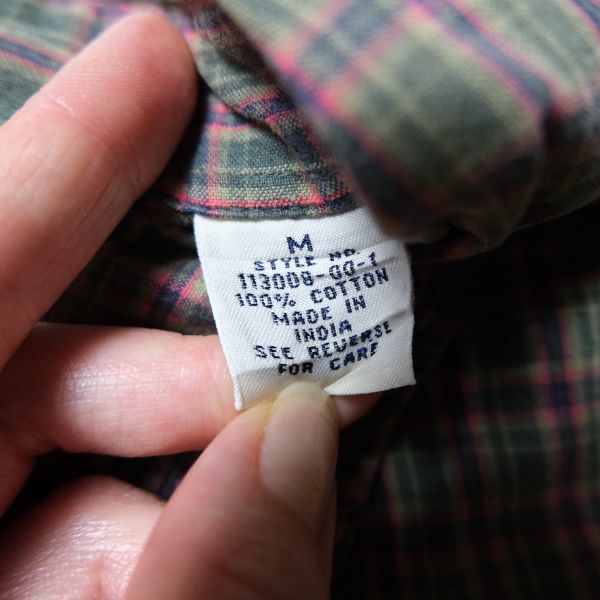 M
STYLE NO.
113008-00-1
100% COTTON
MADE IN
INDIA
SEE REVERSE
FOR CARE